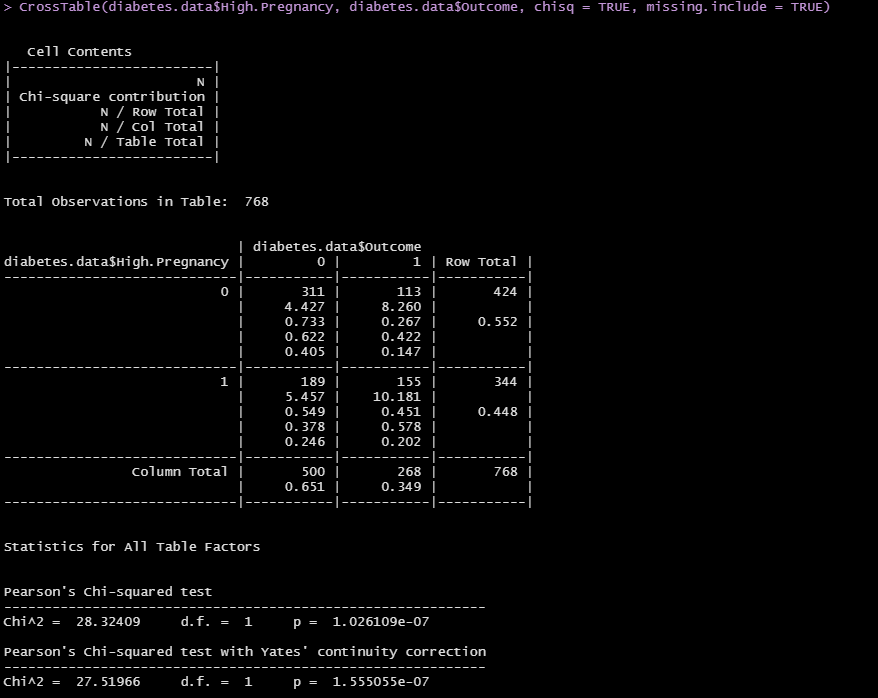 > CrossTable(diabetes.data$High.Pregnancy, diabetes.data$Outcome, chisq = TRUE, missing.include = TRUE)


   Cell Contents
|-------------------------|
|                       N |
| Chi-square contribution |
|           N / Row Total |
|           N / Col Total |
|         N / Table Total |
|-------------------------|


Total Observations in Table:  768


                             | diabetes.data$Outcome
diabetes.data$High.Pregnancy |         0 |         1 | Row Total |
-----------------------------|-----------|-----------|-----------|
                           0 |       311 |       113 |       424 |
                             |     4.427 |     8.260 |           |
                             |     0.733 |     0.267 |     0.552 |
                             |     0.622 |     0.422 |           |
                             |     0.405 |     0.147 |           |
-----------------------------|-----------|-----------|-----------|
                           1 |       189 |       155 |       344 |
                             |     5.457 |    10.181 |           |
                             |     0.549 |     0.451 |     0.448 |
                             |     0.378 |     0.578 |           |
                             |     0.246 |     0.202 |           |
-----------------------------|-----------|-----------|-----------|
                Column Total |       500 |       268 |       768 |
                             |     0.651 |     0.349 |           |
-----------------------------|-----------|-----------|-----------|


Statistics for All Table Factors


Pearson's Chi-squared test
------------------------------------------------------------
Chi^2 =  28.32409     d.f. =  1     p =  1.026109e-07

Pearson's Chi-squared test with Yates' continuity correction
------------------------------------------------------------
Chi^2 =  27.51966     d.f. =  1     p =  1.555055e-07